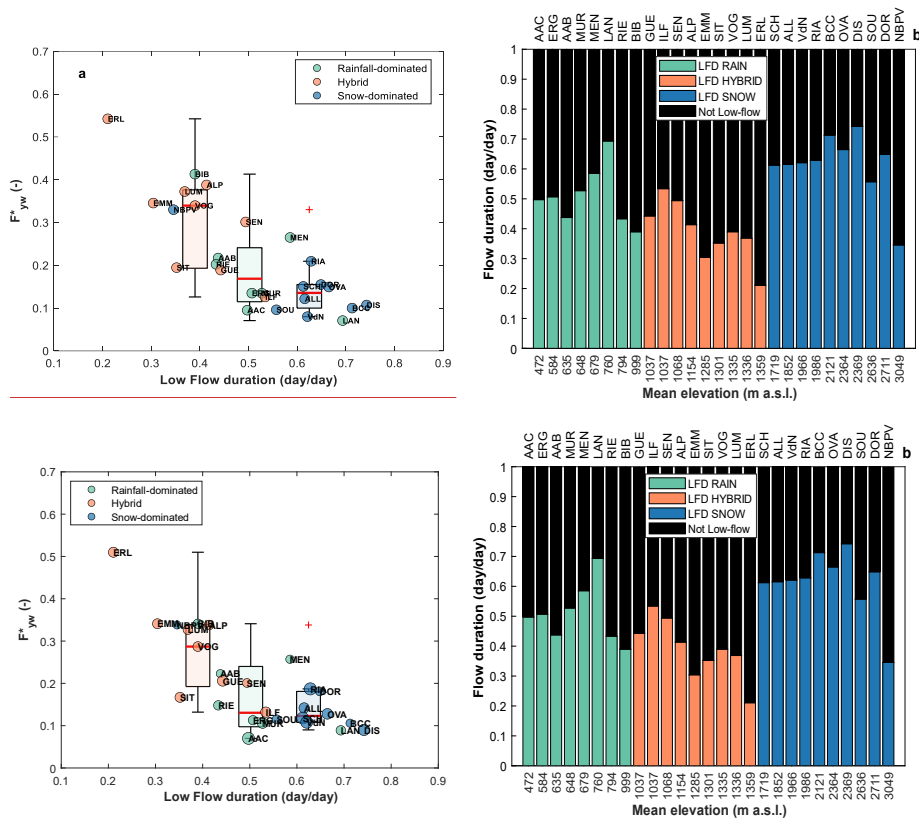 AAC ERG AAB MUR MEN LAN RIE BIB GUE ILF SEN ALP EMM SIT VOG LUM ERL SCH ALL VdN RIA BCC OVA DIS SOU DOR NBPV
a
b
Rainfall-dominated
Hybrid
Snow-dominated
LFD RAIN
LFD HYBRID
LFD SNOW
Not Low-flow
0.7
0.6
0.5
0.4
0.3
0.2
0.1
0
F*yw (-)
ERL
BIB
ALP
LUM
EMM
NBPV
VOG
SEN
MEN
AAB
RIE
GUE
SIT
RIA
SCH
DOR
OVA
ALL
ILF
AAC
SOU
VdN
BCC
DIS
LAN
0.1 0.2 0.3 0.4 0.5 0.6 0.7 0.8 0.9
Low Flow duration (day/day)
Flow duration (day/day)
1
0.9
0.8
0.7
0.6
0.5
0.4
0.3
0.2
0.1
0
472 584 635 648 679 760 794 999 1037 1037 1068 1154 1285 1301 1335 1336 1359 1719 1852 1966 1986 2121 2364 2369 2636 2711 3049
Mean elevation (m a.s.l.)
AAC ERG AAB MUR MEN LAN RIE BIB GUE ILF SEN ALP EMM SIT VOG LUM ERL SCH ALL VdN RIA BCC OVA DIS SOU DOR NBPV
b
Rainfall-dominated
Hybrid
Snow-dominated
LFD RAIN
LFD HYBRID
LFD SNOW
Not Low-flow
0.7
0.6
0.5
0.4
0.3
0.2
0.1
0
F*yw (-)
ERL
EMM
BIB
ALP
LUM
VOG
MEN
AAB
GUE
SEN
SIT
RIE
RIA
DOR
ALL
ILF
ERG
MUR
SOU
VdN
OVA
BCC
AAC
LAN
DIS
0.1 0.2 0.3 0.4 0.5 0.6 0.7 0.8 0.9
Low Flow duration (day/day)
Flow duration (day/day)
1
0.9
0.8
0.7
0.6
0.5
0.4
0.3
0.2
0.1
0
472 584 635 648 679 760 794 999 1037 1037 1068 1154 1285 1301 1335 1336 1359 1719 1852 1966 1986 2121 2364 2369 2636 2711 3049
Mean elevation (m a.s.l.)